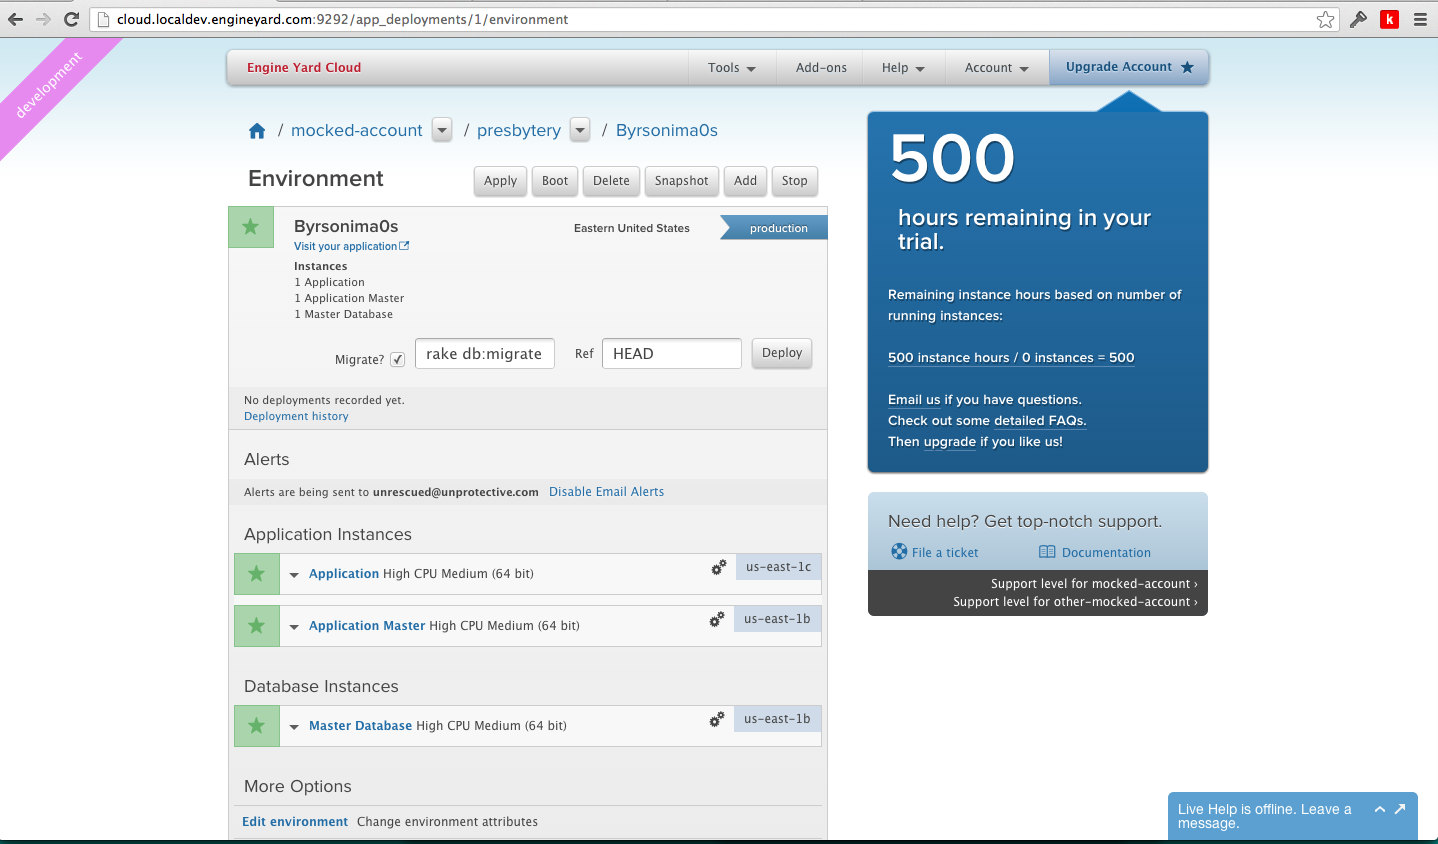 cloud.localdev.engineyard.com:9292/app_deployments/1/environment
k
development
Engine Yard Cloud
Tools
Add-ons
Help
Account
Upgrade Account
/ mocked-account / presbytery / Byrsonima0s
Environment
Apply
Boot
Delete
Snapshot
Add
Stop
Byrsonima0s
Eastern United States
production
Visit your application
Instances
1 Application
1 Application Master
1 Master Database
Migrate?
rake db:migrate
Ref
HEAD
Deploy
No deployments recorded yet.
Deployment history
Alerts
Alerts are being sent to unrescued@unprotective.com Disable Email Alerts
Application Instances
Application High CPU Medium (64 bit)
us-east-1c
Application Master High CPU Medium (64 bit)
us-east-1b
Database Instances
Master Database High CPU Medium (64 bit)
us-east-1b
More Options
Edit environment Change environment attributes
500
hours remaining in your
trial.
Remaining instance hours based on number of
running instances:
500 instance hours / 0 instances = 500
Email us if you have questions.
Check out some detailed FAQs.
Then upgrade if you like us!
Need help? Get top-notch support.
File a ticket
Documentation
Support level for mocked-account ›
Support level for other-mocked-account ›
Live Help is offline. Leave a
message.